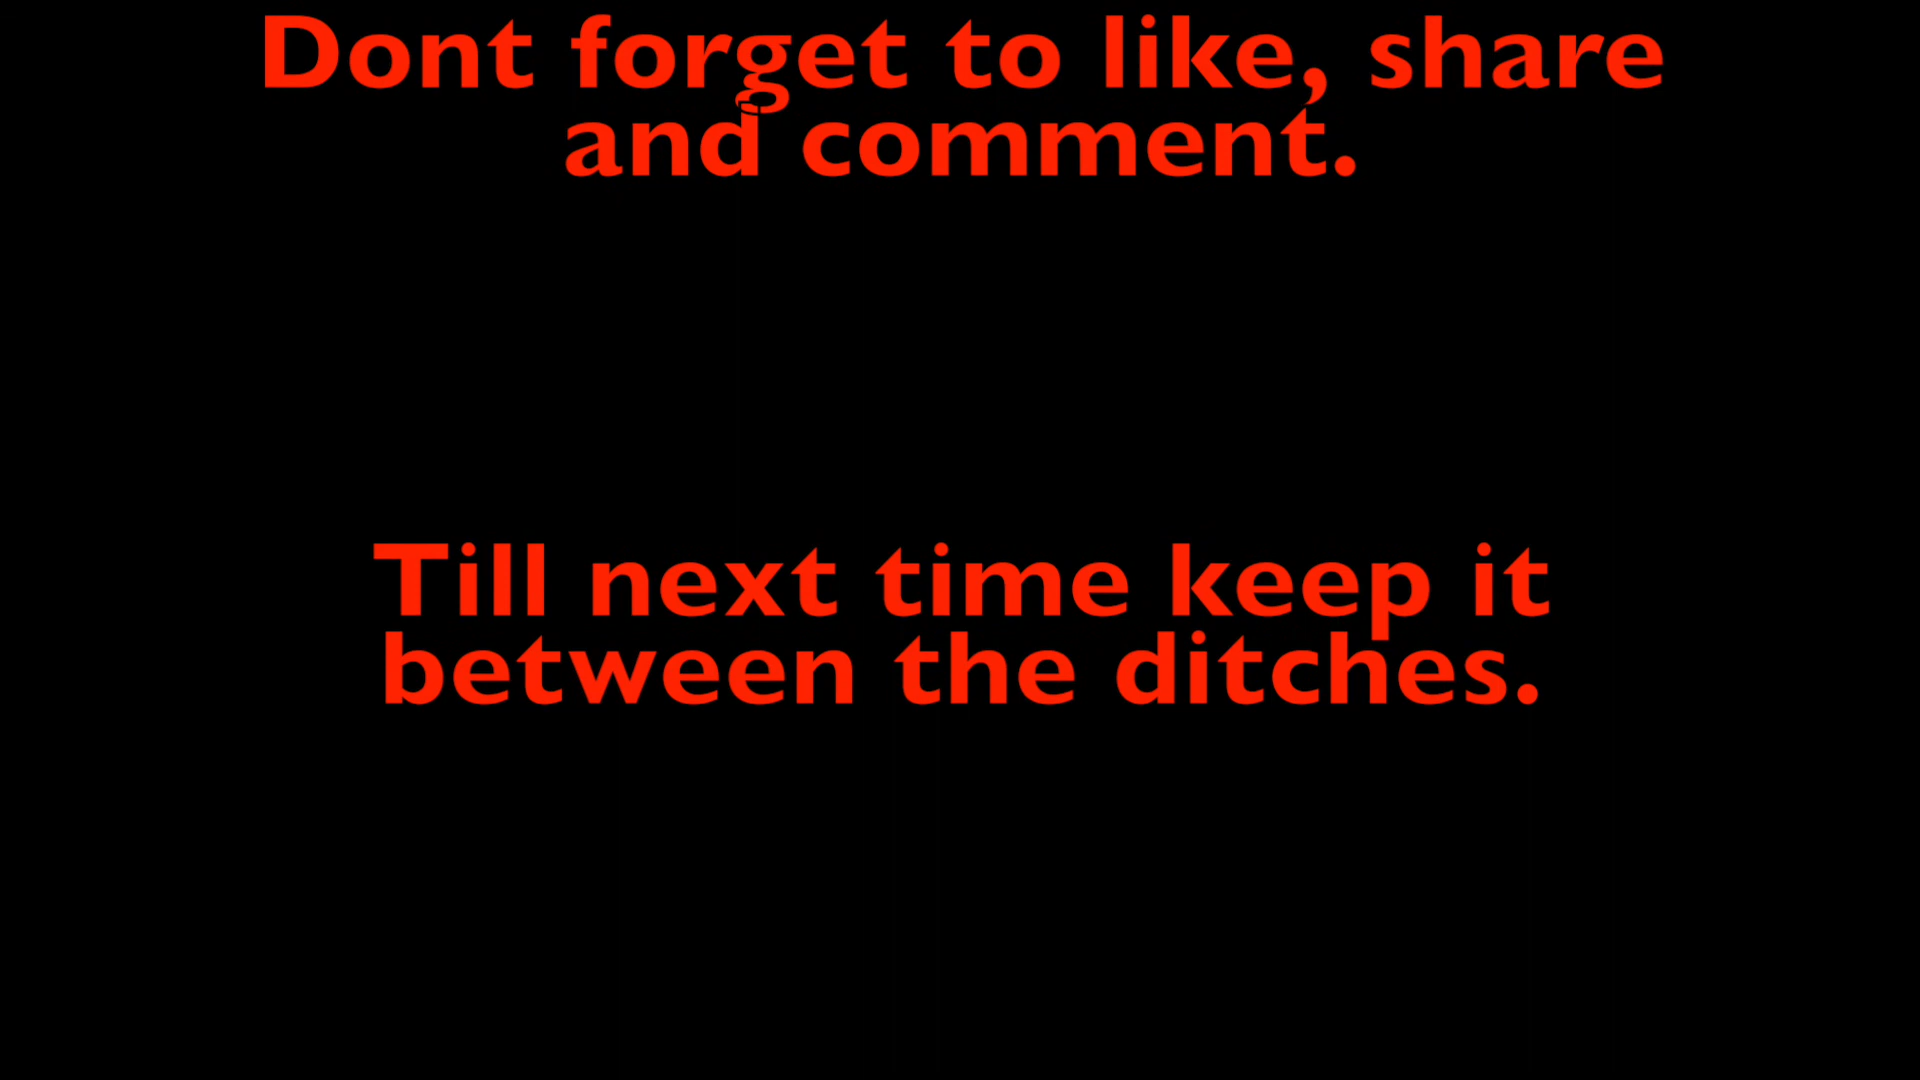 Dont forget to like, share
and comment.
Till next time keep it
between the ditches.